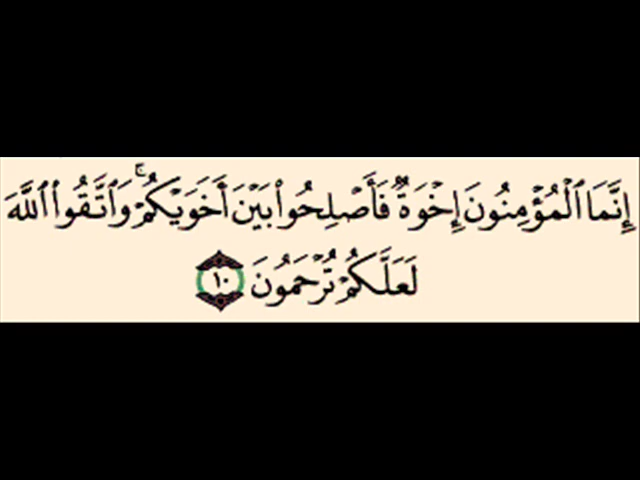 إِنَّمَا ٱلْمُؤْمِنُونَ إِخْوَةٌ فَأَصْلِحُوا۟ بَيْنَ أَخَوَيْكُمْ ۚ وَٱتَّقُوا۟ ٱللَّهَ
لَعَلَّكُمْ تُرْحَمُونَ ١٠